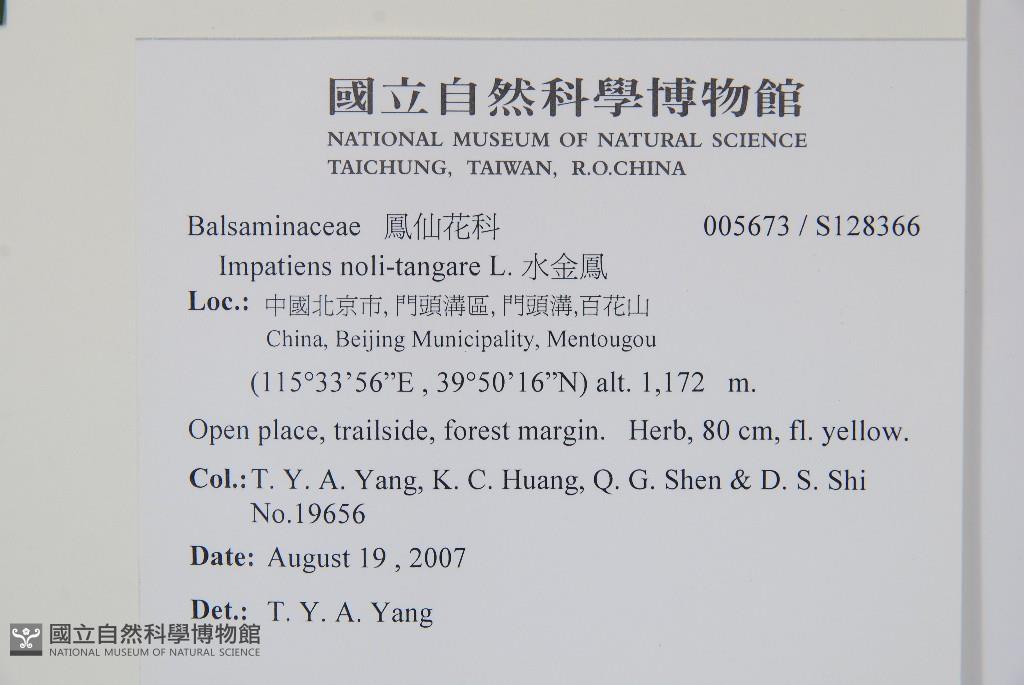 國立自然科學博物館
NATIONAL MUSEUM OF NATURAL SCIENCE
TAICHUNG, TAIWAN, R.O.CHINA
Balsaminaceae 鳳仙花科 005673 / S128366
Impatiens noli-tangare L. 水金鳳
Loc.: 中國北京市, 門頭溝區, 門頭溝,百花山
China, Beijing Municipality, Mentougou
(115°33’56”E , 39°50’16”N) alt. 1,172 m.
Open place, trailside, forest margin. Herb, 80 cm, fl. yellow.
Col.: T. Y. A. Yang, K. C. Huang, Q. G. Shen & D. S. Shi
No.19656
Date: August 19 , 2007
Det.: T. Y. A. Yang
國立自然科學博物館
NATIONAL MUSEUM OF NATURAL SCIENCE